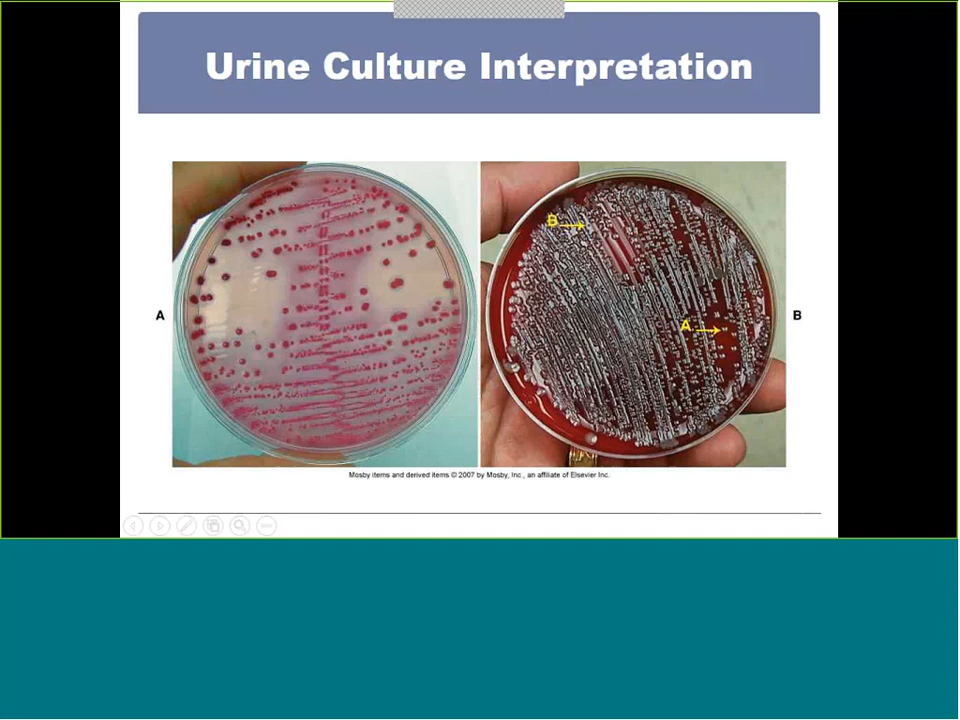 Urine Culture Interpretation
B
A
A
B
Mosby items and derived items © 2007 by Mosby, Inc., an affiliate of Elsevier Inc.